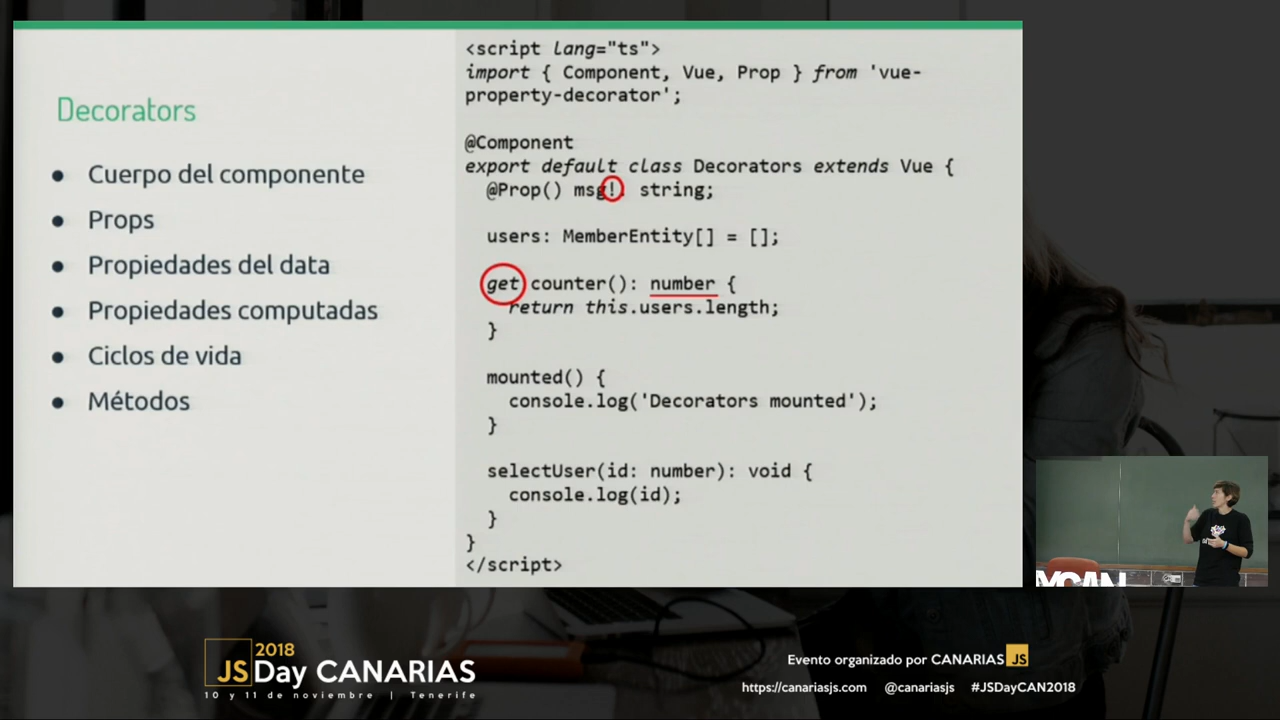 Decorators
● Cuerpo del componente
● Props
● Propiedades del data
● Propiedades computadas
● Ciclos de vida
● Métodos
<script lang="ts">
import { Component, Vue, Prop } from 'vue-
property-decorator';
@Component
export default class Decorators extends Vue {
@Prop() msg!: string;
users: MemberEntity[] = [];
get counter(): number {
return this.users.length;
}
mounted() {
console.log('Decorators mounted');
}
selectUser(id: number): void {
console.log(id);
}
}
</script>
2018
JSDay CANARIAS
10 y 11 de noviembre | Tenerife
Evento organizado por CANARIAS JS
https://canariasjs.com @canariasjs #JSDayCAN2018